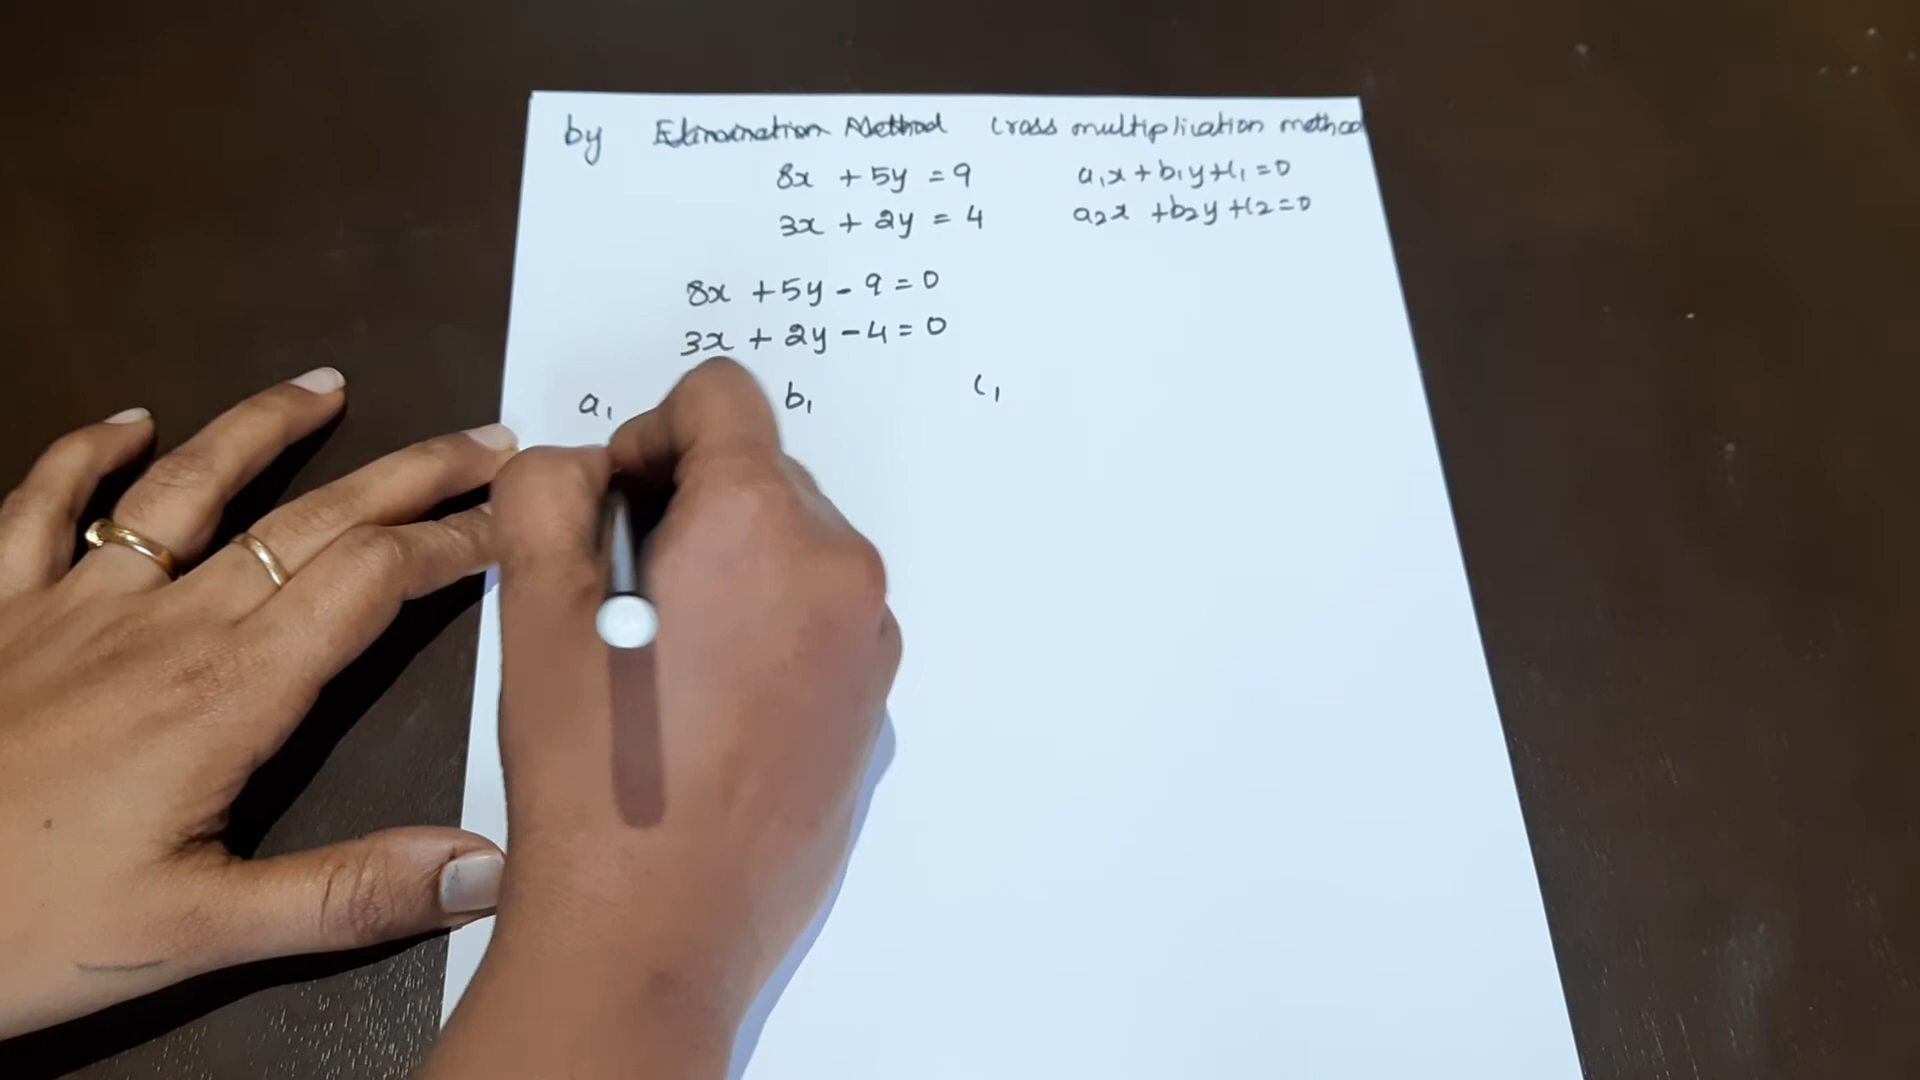 by Elimination Method Cross multiplication method
8x + 5y = 9 a₁x + b₁y + c₁ = 0
3x + 2y = 4 a₂x + b₂y + c₂ = 0
8x + 5y - 9 = 0
3x + 2y - 4 = 0
a₁ b₁ c₁